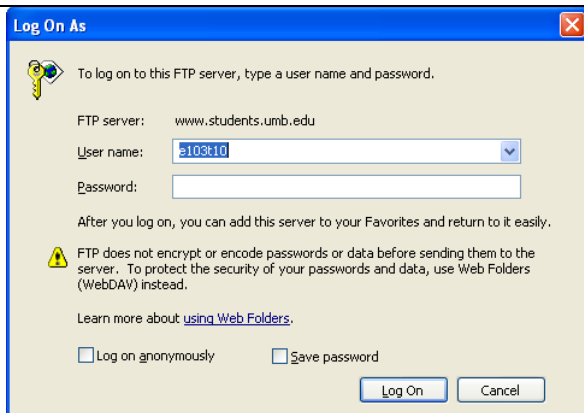 Log On As
To log on to this FTP server, type a user name and password.
FTP server: www.students.umb.edu
User name: e103t10
Password:
After you log on, you can add this server to your Favorites and return to it easily.
FTP does not encrypt or encode passwords or data before sending them to the
server. To protect the security of your passwords and data, use Web Folders
(WebDAV) instead.
Learn more about using Web Folders.
Log on anonymously Save password
Log On Cancel